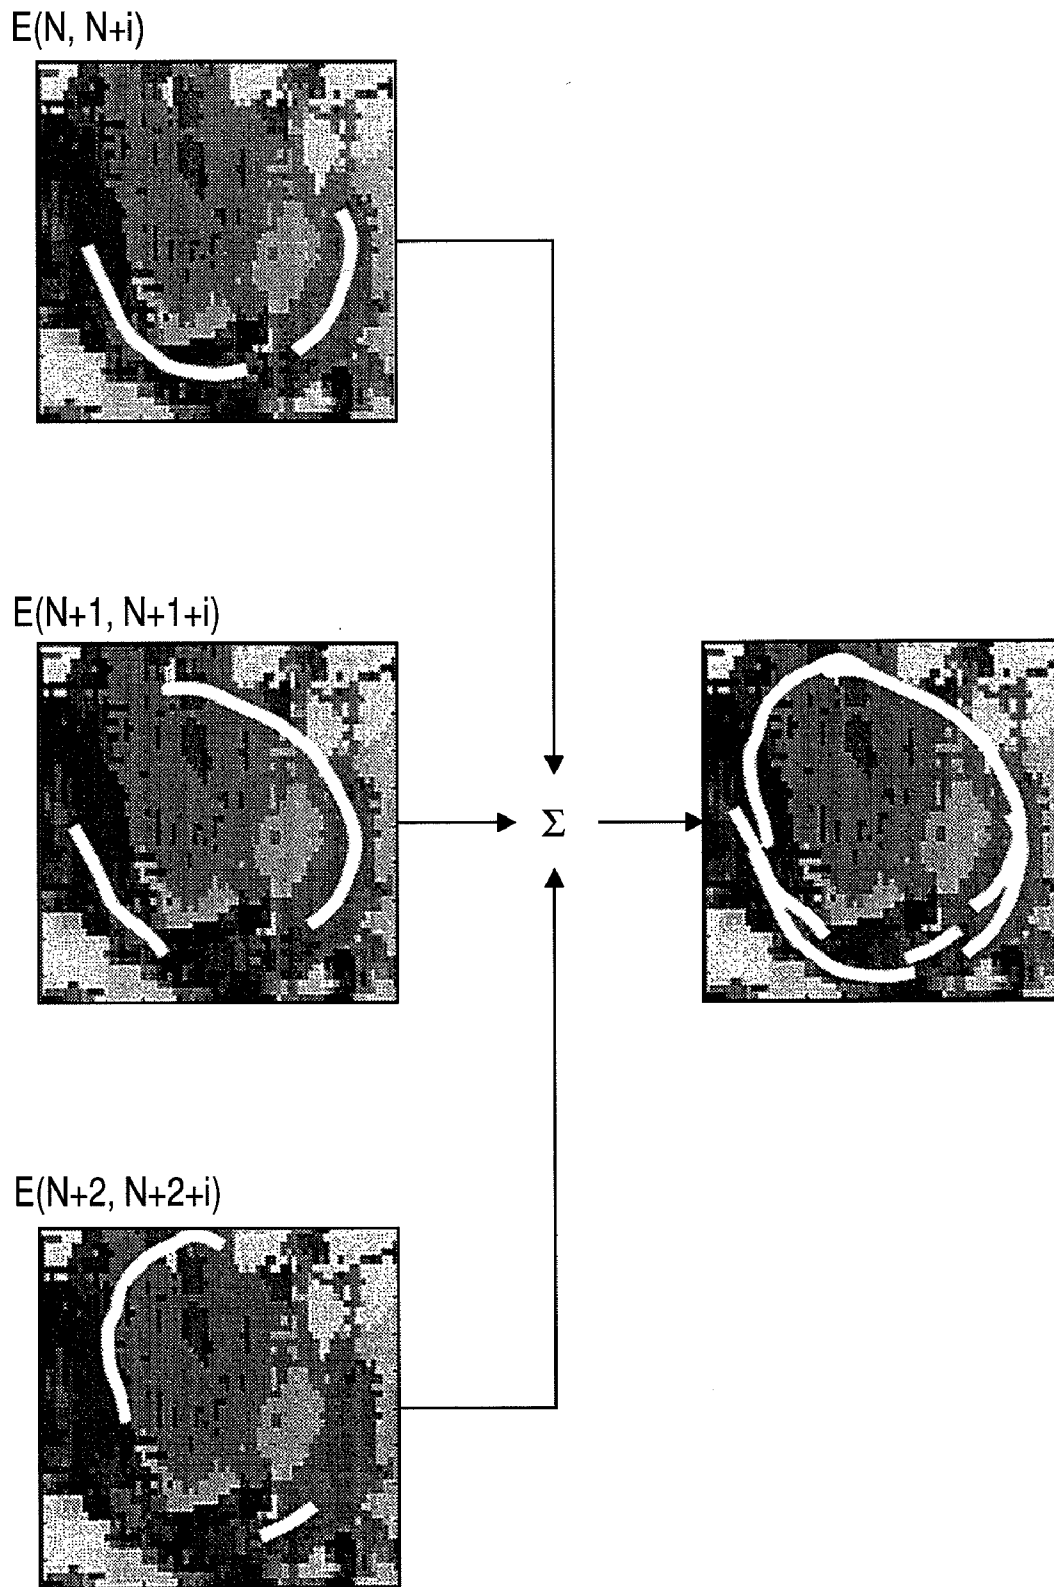 E(N, N+i)
E(N+1, N+1+i)
Σ
E(N+2, N+2+i)